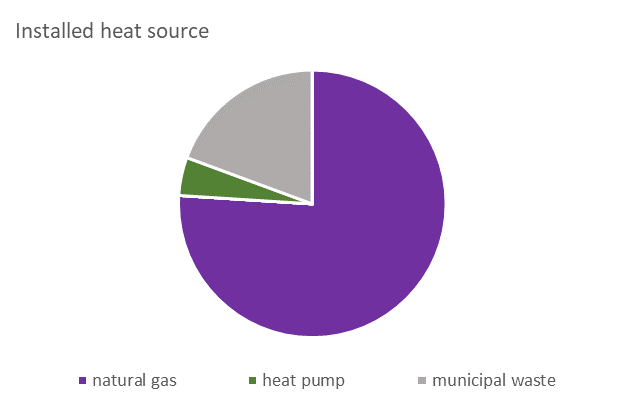 Installed heat source
natural gas heat pump municipal waste